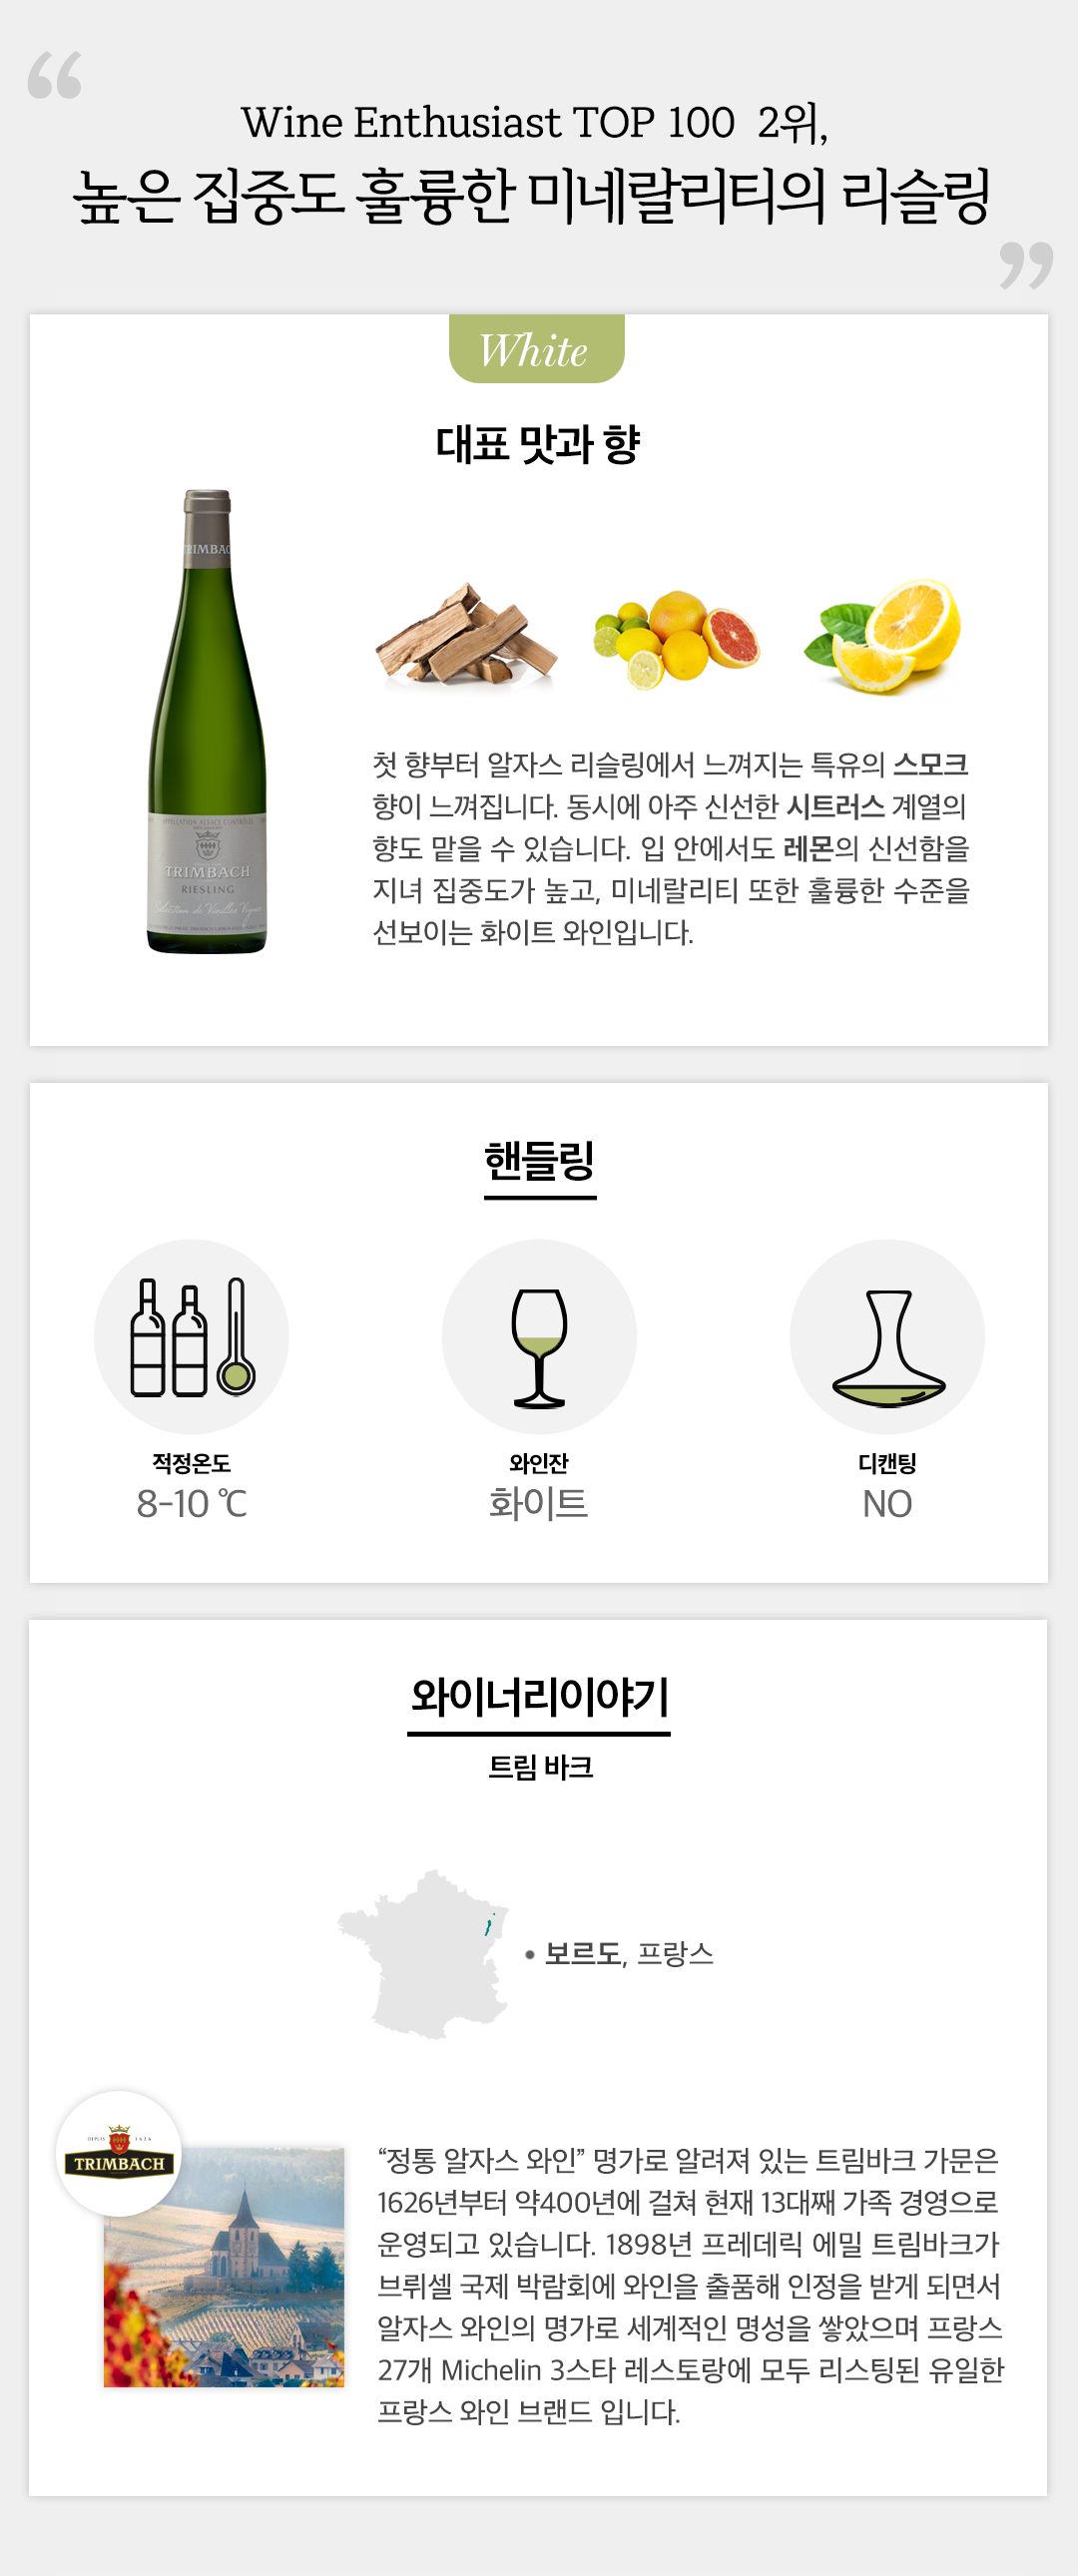 “
Wine Enthusiast TOP 100 2위,
높은 집중도 훌륭한 미네랄리티의 리슬링
”
White
대표 맛과 향
TRIMBAC
APPELLATION ALSACE CONTRÔLÉE
TRIMBACH
RIESLING
Sélection de Vieilles Vignes
첫 향부터 알자스 리슬링에서 느껴지는 특유의 스모크
향이 느껴집니다. 동시에 아주 신선한 시트러스 계열의
향도 맡을 수 있습니다. 입 안에서도 레몬의 신선함을
지녀 집중도가 높고, 미네랄리티 또한 훌륭한 수준을
선보이는 화이트 와인입니다.
핸들링
적정온도
8-10 ℃
와인잔
화이트
디캔팅
NO
와이너리이야기
트림 바크
• 보르도, 프랑스
DEPUIS 1626
TRIMBACH
“정통 알자스 와인” 명가로 알려져 있는 트림바크 가문은
1626년부터 약400년에 걸쳐 현재 13대째 가족 경영으로
운영되고 있습니다. 1898년 프레데릭 에밀 트림바크가
브뤼셀 국제 박람회에 와인을 출품해 인정을 받게 되면서
알자스 와인의 명가로 세계적인 명성을 쌓았으며 프랑스
27개 Michelin 3스타 레스토랑에 모두 리스팅된 유일한
프랑스 와인 브랜드 입니다.